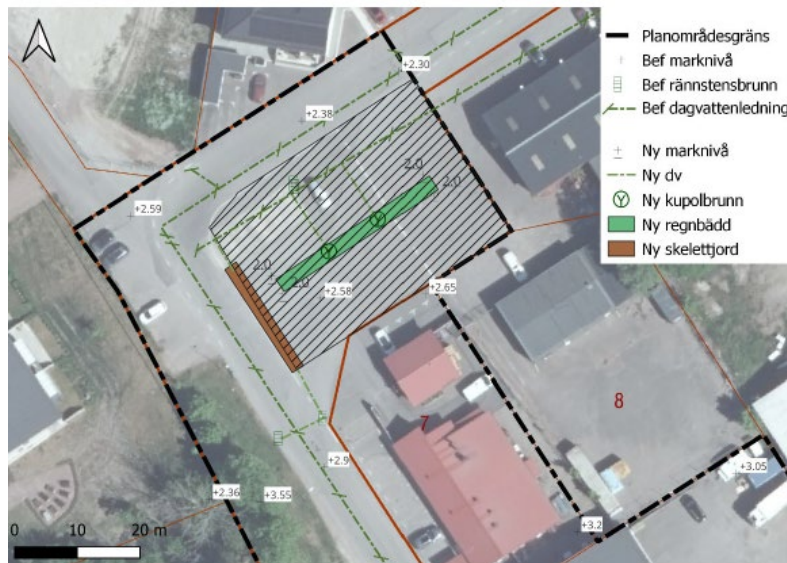 Planområdesgräns
Bef marknivå
Bef rännstensbrunn
Bef dagvattenledning
Ny marknivå
Ny dv
Ny kupolbrunn
Ny regnbädd
Ny skelettjord
+2.30
+2.38
2.0
2.0
+2.59
2.0
2.0
+2.58
+2.65
8
7
+2.9
+3.05
+2.36
+3.55
+3.2
0 10 20 m